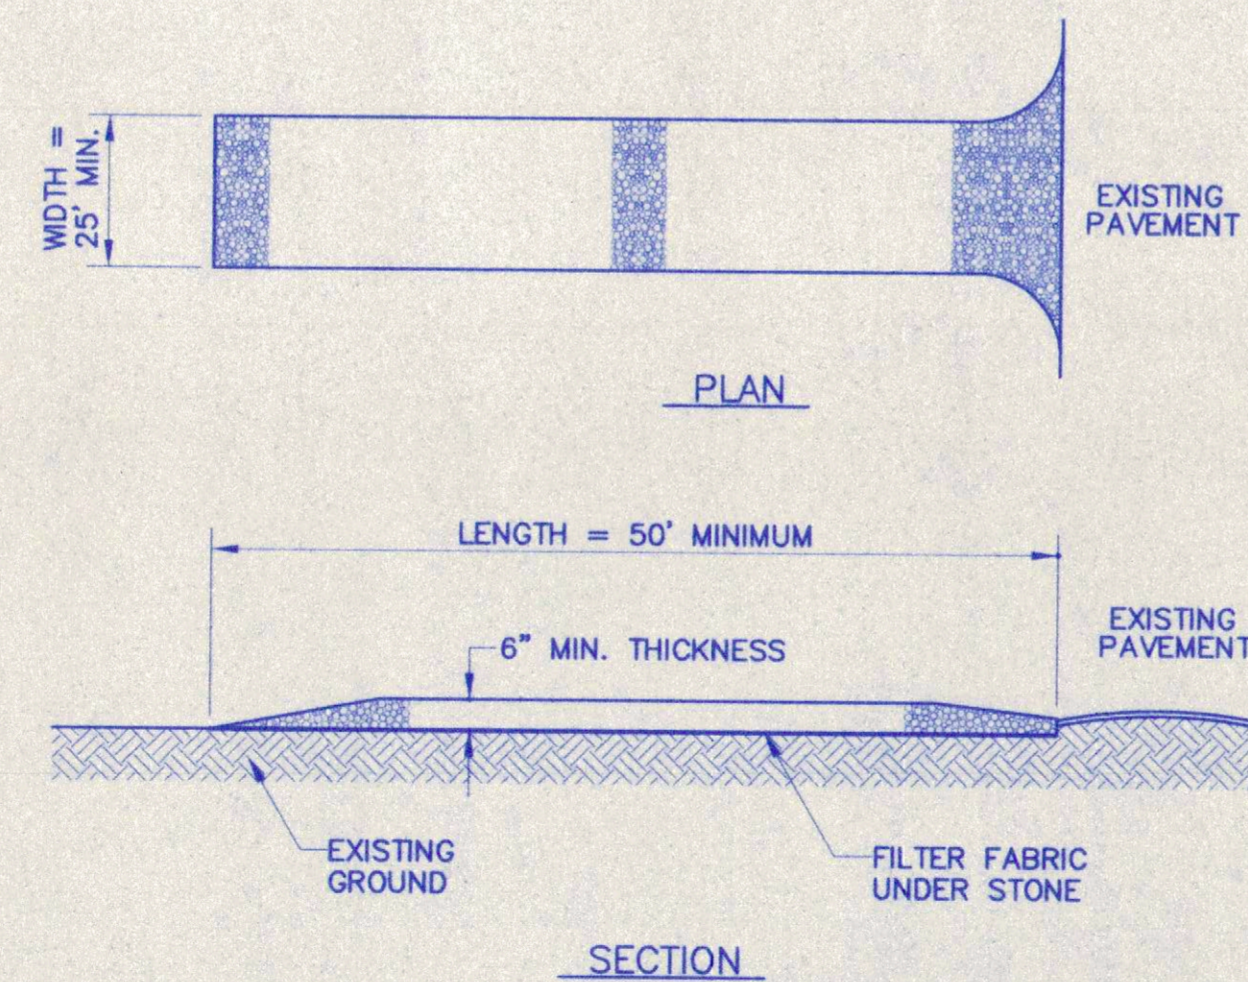 WIDTH =
25' MIN.
EXISTING
PAVEMENT
PLAN
LENGTH = 50' MINIMUM
EXISTING
PAVEMENT
6" MIN. THICKNESS
EXISTING
GROUND
FILTER FABRIC
UNDER STONE
SECTION